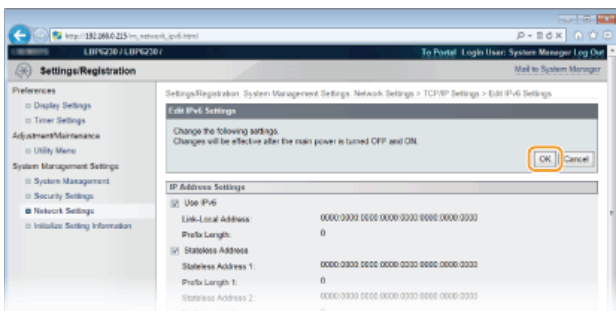 http://192.168.0.215/m_network_ipv6.html
LBP6230 / LBP6230 /
To Portal Login User: System Manager Log Out
Settings/Registration
Mail to System Manager
Preferences
Display Settings
Timer Settings
Adjustment/Maintenance
Utility Menu
System Management Settings
System Management
Security Settings
Network Settings
Initialize Setting Information
Settings/Registration: System Management Settings: Network Settings > TCP/IP Settings > Edit IPv6 Settings
Edit IPv6 Settings
Change the following settings.
Changes will be effective after the main power is turned OFF and ON.
OK Cancel
IP Address Settings
Use IPv6
Link-Local Address: 0000:0000:0000:0000:0000:0000:0000:0000
Prefix Length: 0
Stateless Address
Stateless Address 1: 0000:0000:0000:0000:0000:0000:0000:0000
Prefix Length 1: 0
Stateless Address 2: 0000:0000:0000:0000:0000:0000:0000:0000